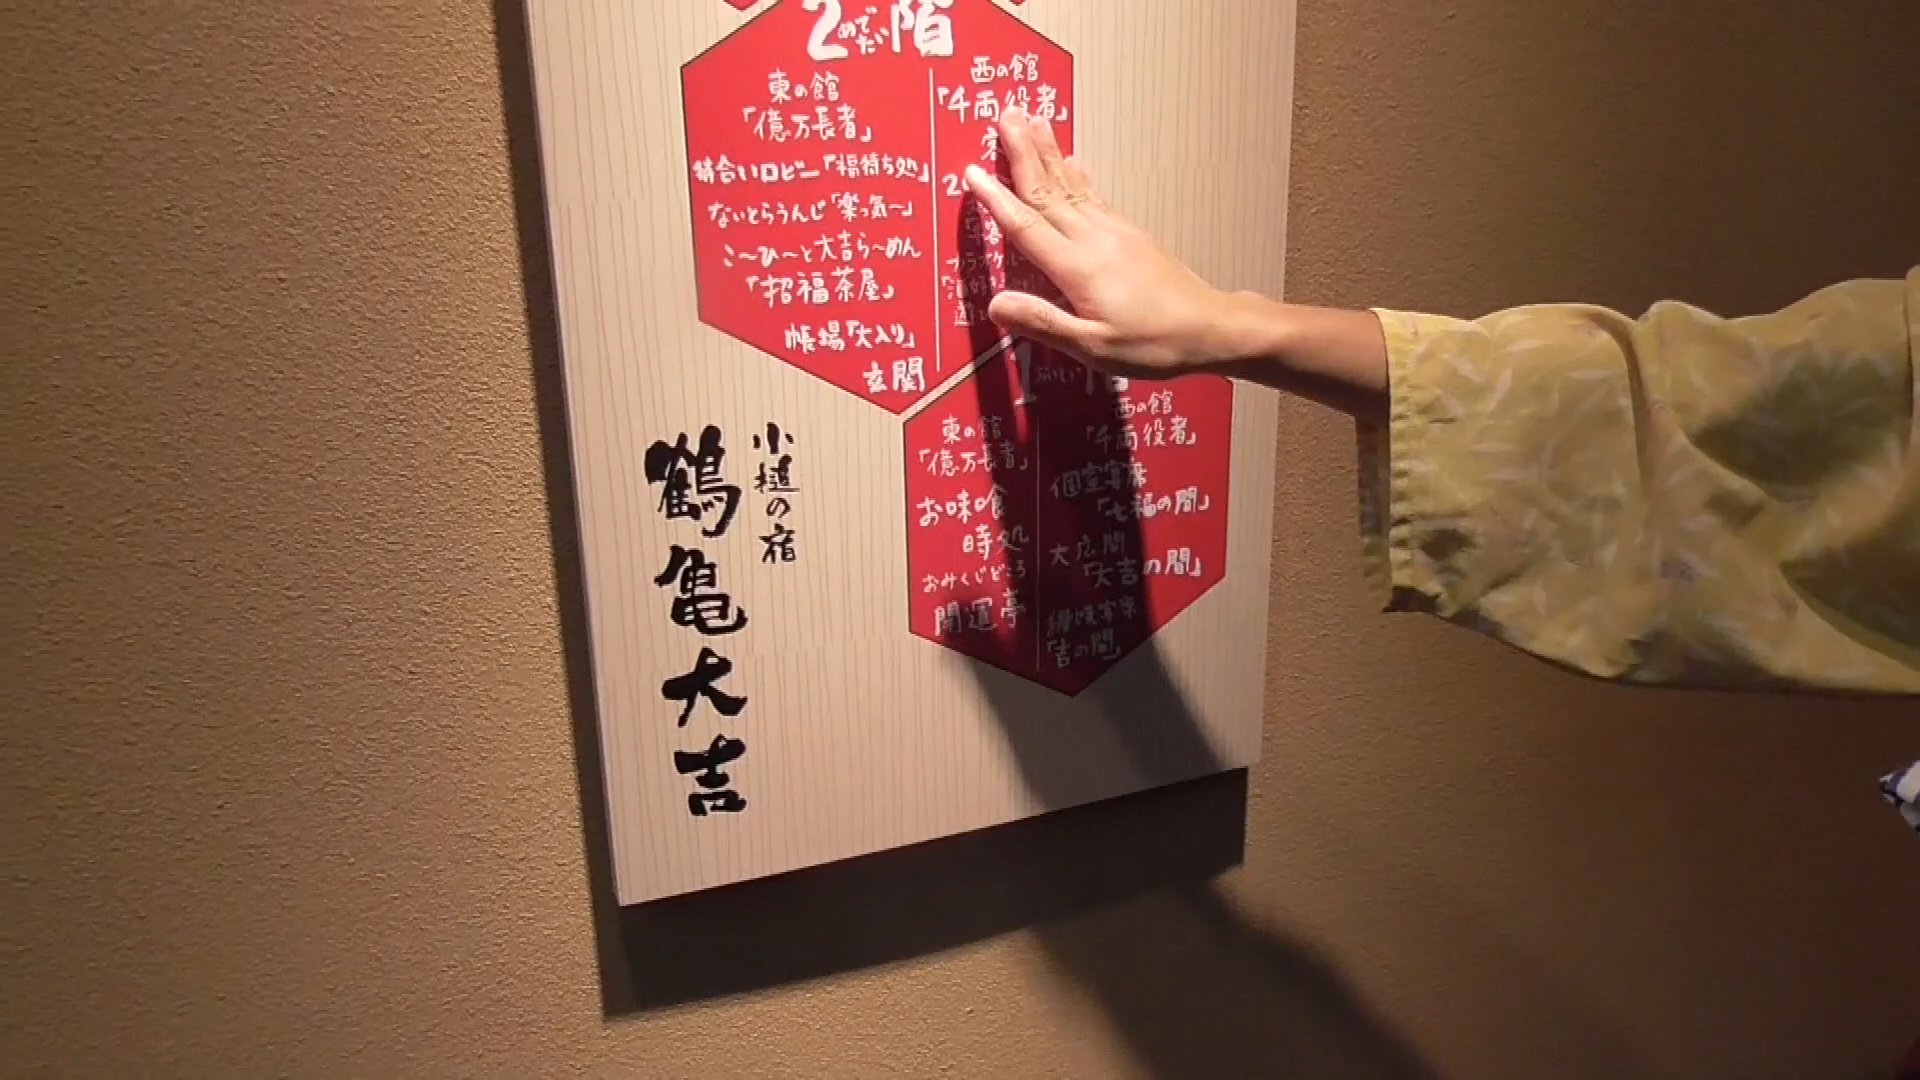 2めでたい階
東の館
「億万長者」
待合いロビー「福待ち処」
ないとらうんじ「楽っ気〜」
こ〜ひ〜と大吉ら〜めん
「招福茶屋」
帳場「大入り」
玄関
西の館
「千両役者」
客
20
1
階
東の館
「億万長者」
お味喰
時処
おみくじどころ
開運亭
西の館
「千両役者」
個室宴席
「七福の間」
大広間
「大吉の間」
「吉の間」
小槌の宿
鶴亀大吉